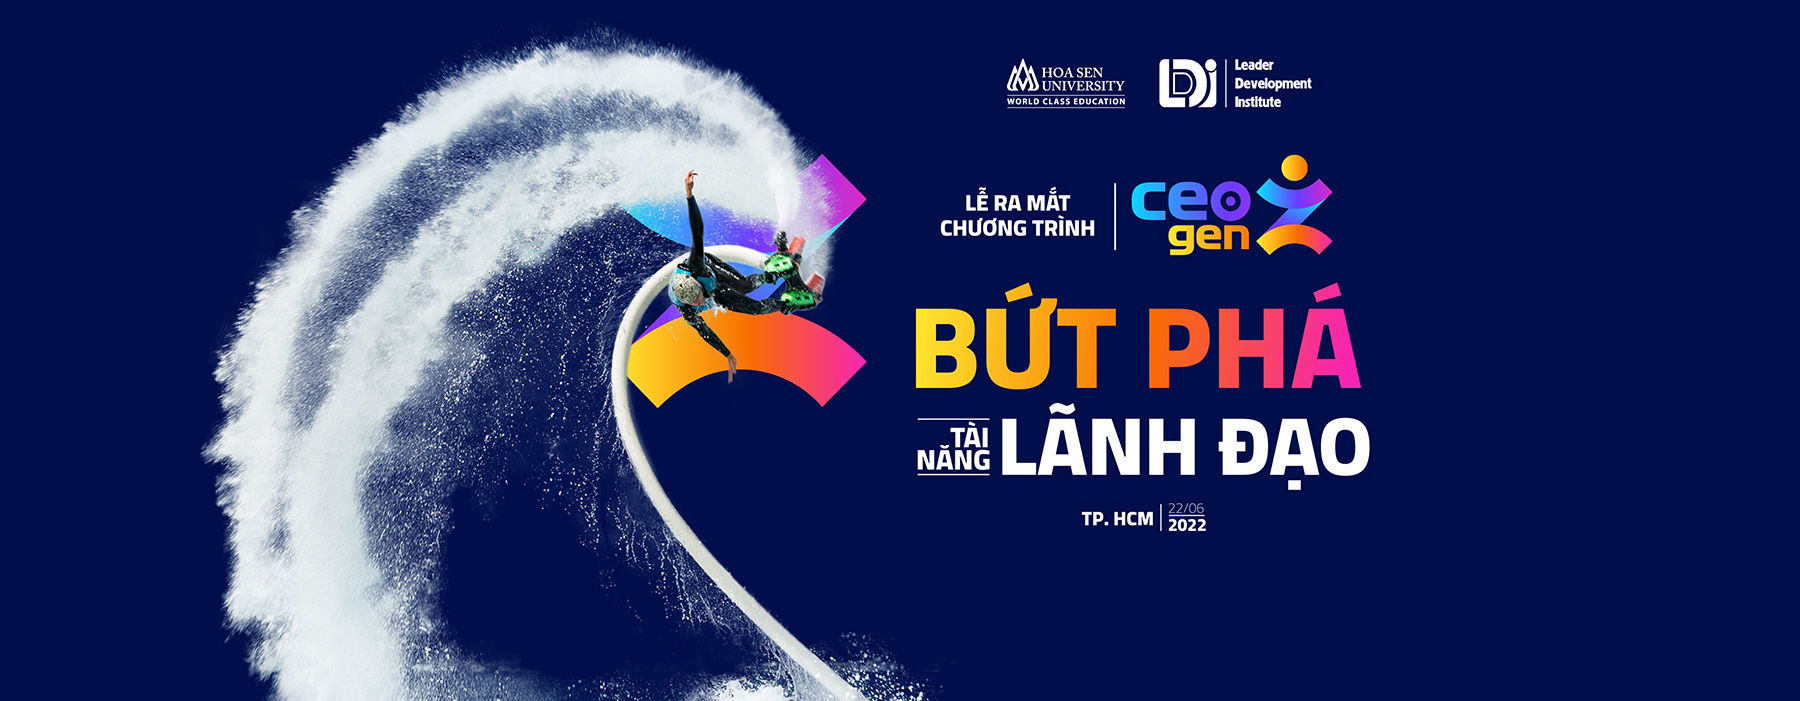 HOA SEN
UNIVERSITY
WORLD CLASS EDUCATION
LDi
Leader
Development
Institute
LỄ RA MẮT
CHƯƠNG TRÌNH
ceo
gen Z
BỨT PHÁ
TÀI
NĂNG
LÃNH ĐẠO
TP. HCM
22/06
2022